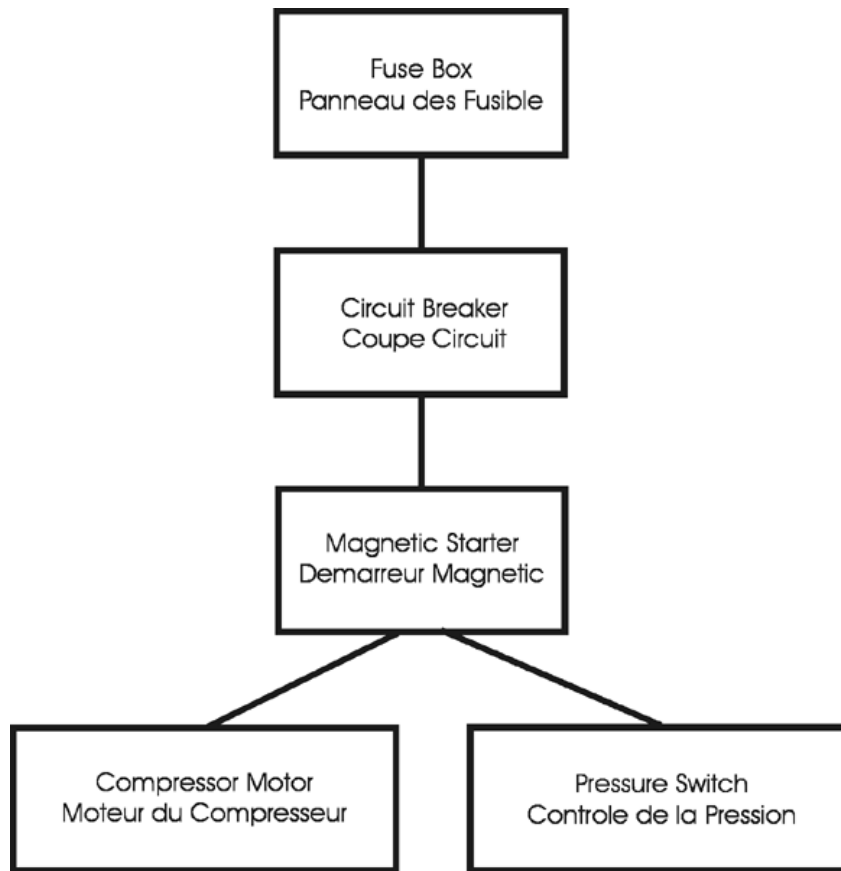 Fuse Box
Panneau des Fusible
Circuit Breaker
Coupe Circuit
Magnetic Starter
Demarreur Magnetic
Compressor Motor
Moteur du Compresseur
Pressure Switch
Controle de la Pression